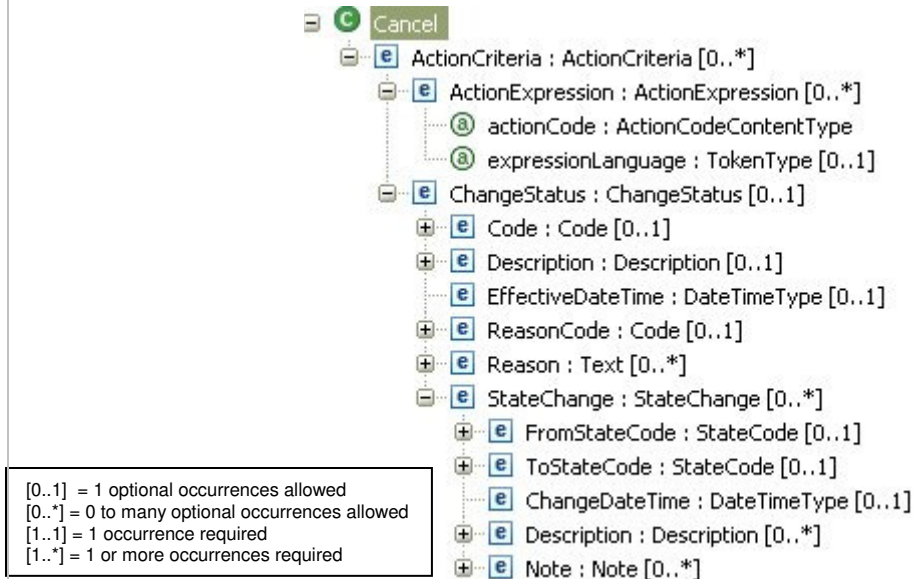 Cancel
ActionCriteria : ActionCriteria [0..*]
ActionExpression : ActionExpression [0..*]
actionCode : ActionCodeContentType
expressionLanguage : TokenType [0..1]
ChangeStatus : ChangeStatus [0..1]
Code : Code [0..1]
Description : Description [0..1]
EffectiveDateTime : DateTimeType [0..1]
ReasonCode : Code [0..1]
Reason : Text [0..*]
StateChange : StateChange [0..*]
FromStateCode : StateCode [0..1]
ToStateCode : StateCode [0..1]
ChangeDateTime : DateTimeType [0..1]
Description : Description [0..*]
Note : Note [0..*]
[0..1] = 1 optional occurrences allowed
[0..*] = 0 to many optional occurrences allowed
[1..1] = 1 occurrence required
[1..*] = 1 or more occurrences required